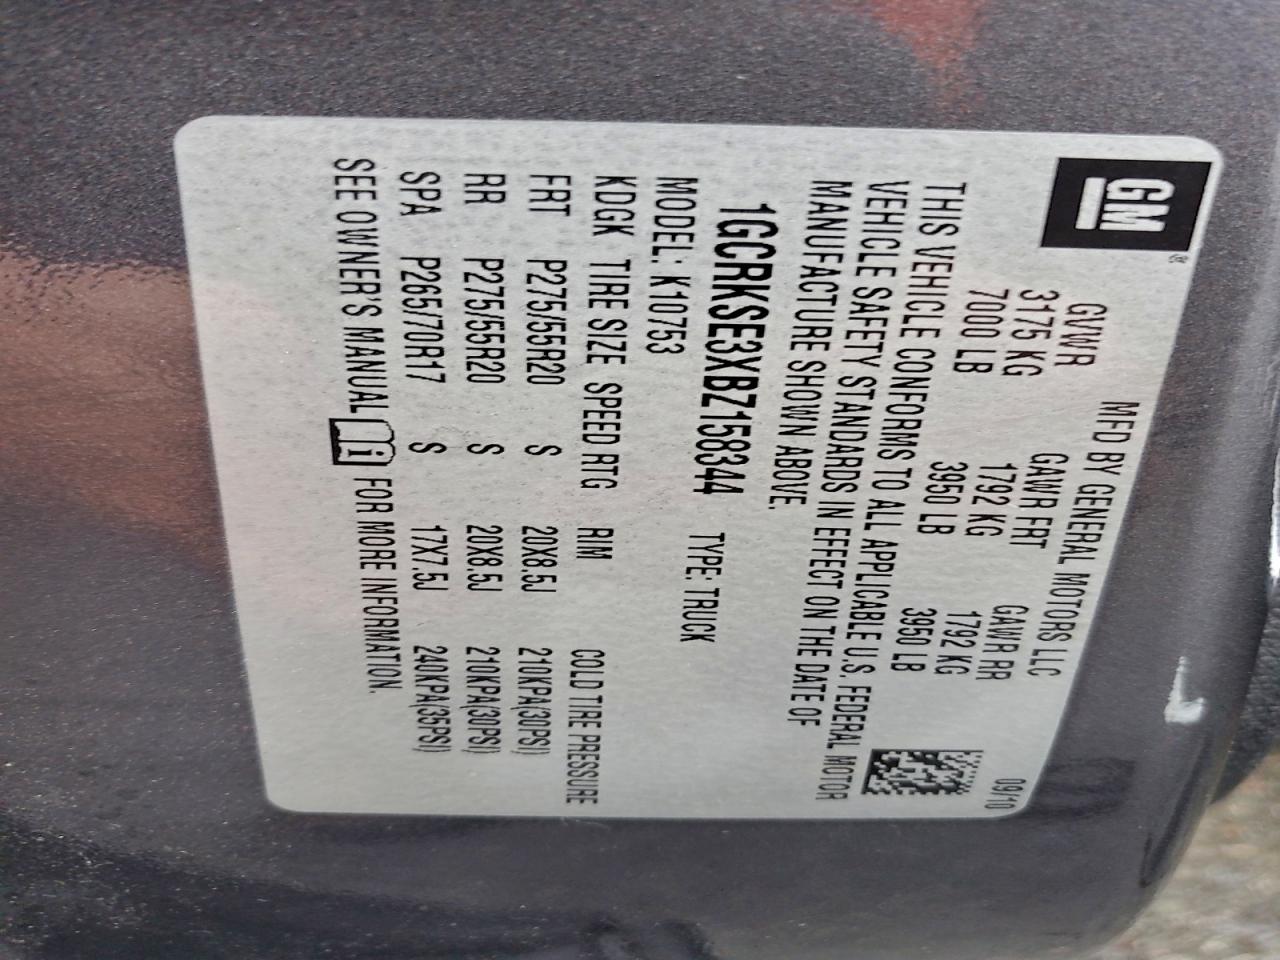 GM
MFD BY GENERAL MOTORS LLC 09/10
GVWR GAWR FRT GAWR RR
3175 KG 1792 KG 1792 KG
7000 LB 3950 LB 3950 LB
THIS VEHICLE CONFORMS TO ALL APPLICABLE U.S. FEDERAL MOTOR
VEHICLE SAFETY STANDARDS IN EFFECT ON THE DATE OF
MANUFACTURE SHOWN ABOVE.
1GCRKSE3XBZ158344 TYPE: TRUCK
MODEL: K10753
KDGK TIRE SIZE SPEED RTG RIM COLD TIRE PRESSURE
FRT P275/55R20 S 20X8.5J 210KPA(30PSI)
RR P275/55R20 S 20X8.5J 210KPA(30PSI)
SPA P265/70R17 S 17X7.5J 240KPA(35PSI)
SEE OWNER'S MANUAL i FOR MORE INFORMATION.